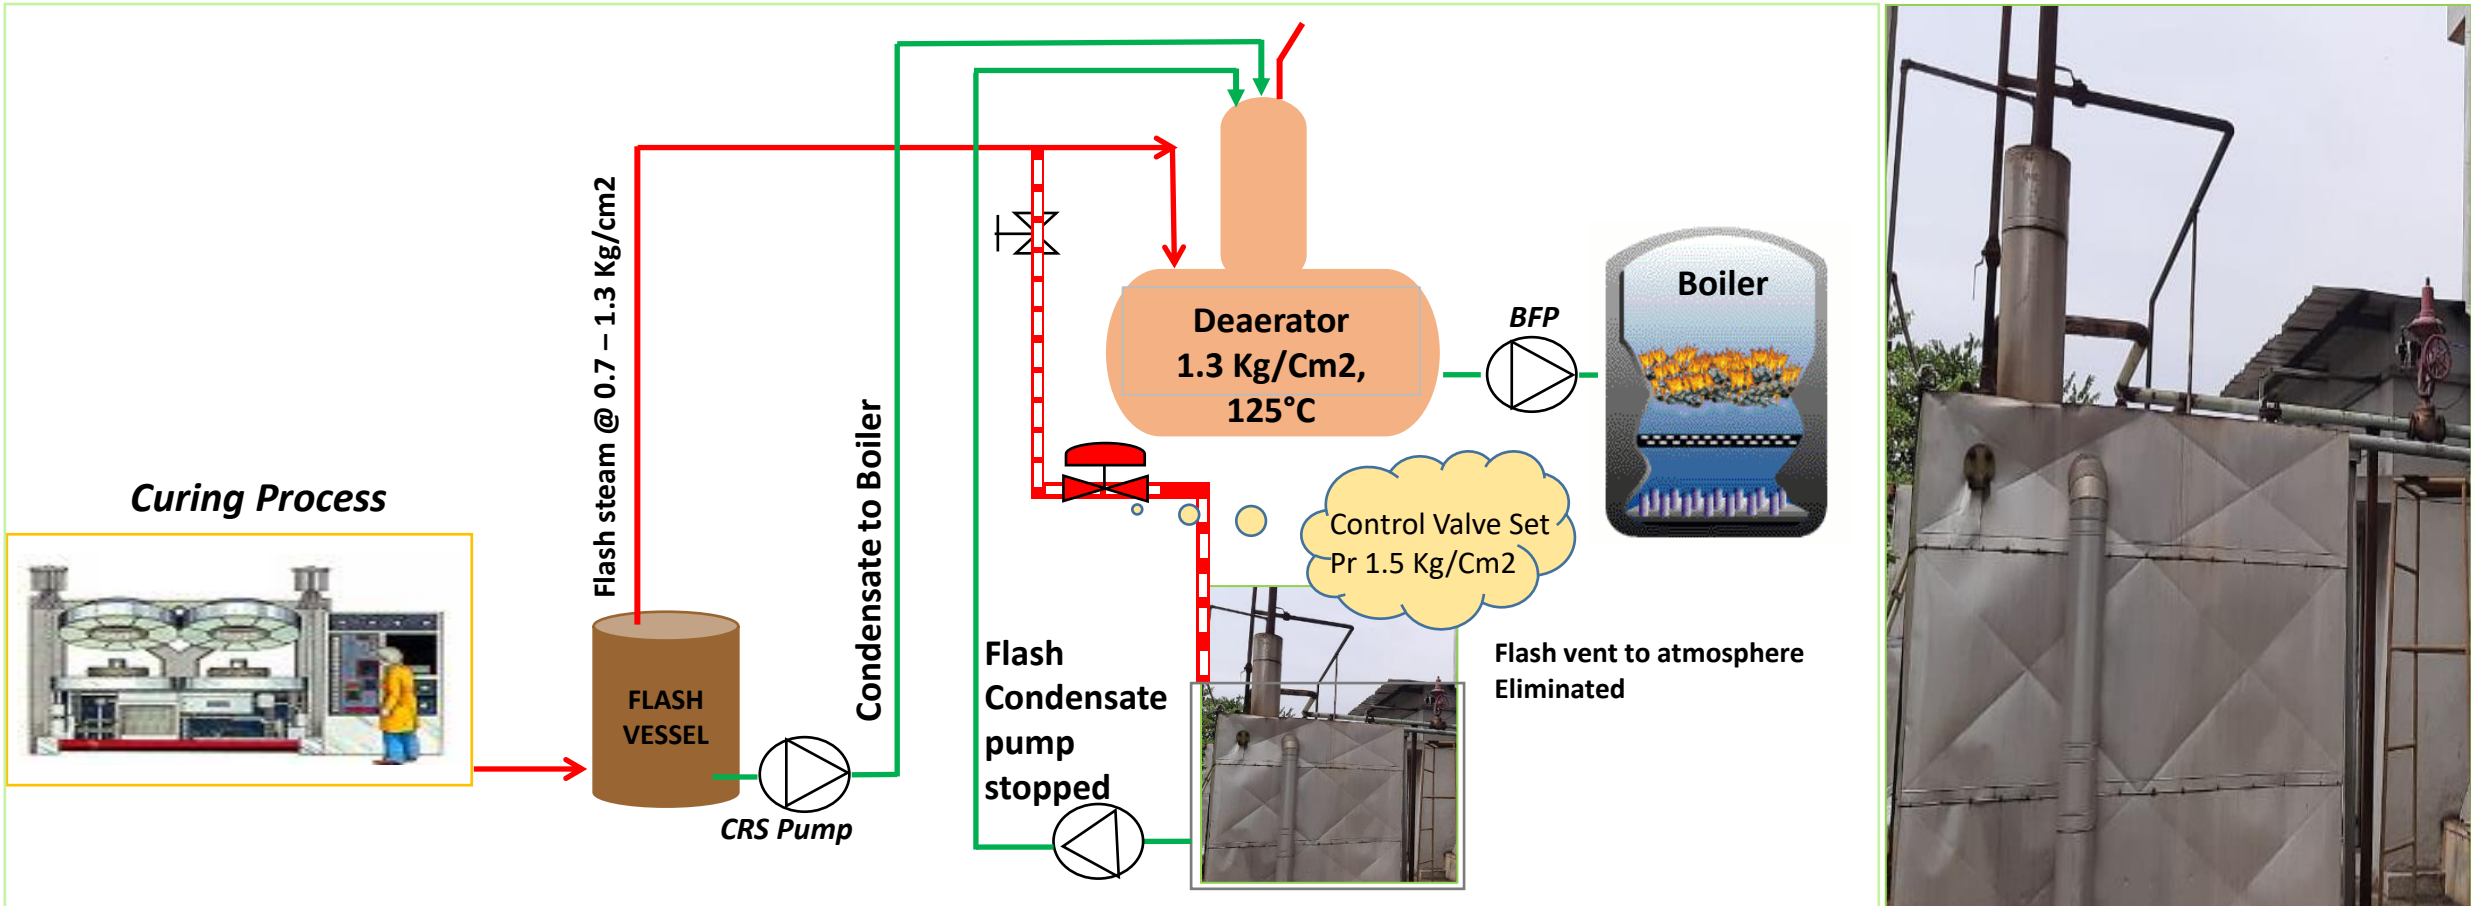 Curing Process
Flash steam @ 0.7 – 1.3 Kg/cm2
FLASH
VESSEL
CRS Pump
Condensate to Boiler
Flash
Condensate
pump
stopped
Deaerator
1.3 Kg/Cm2,
125°C
BFP
Boiler
Control Valve Set
Pr 1.5 Kg/Cm2
Flash vent to atmosphere
Eliminated